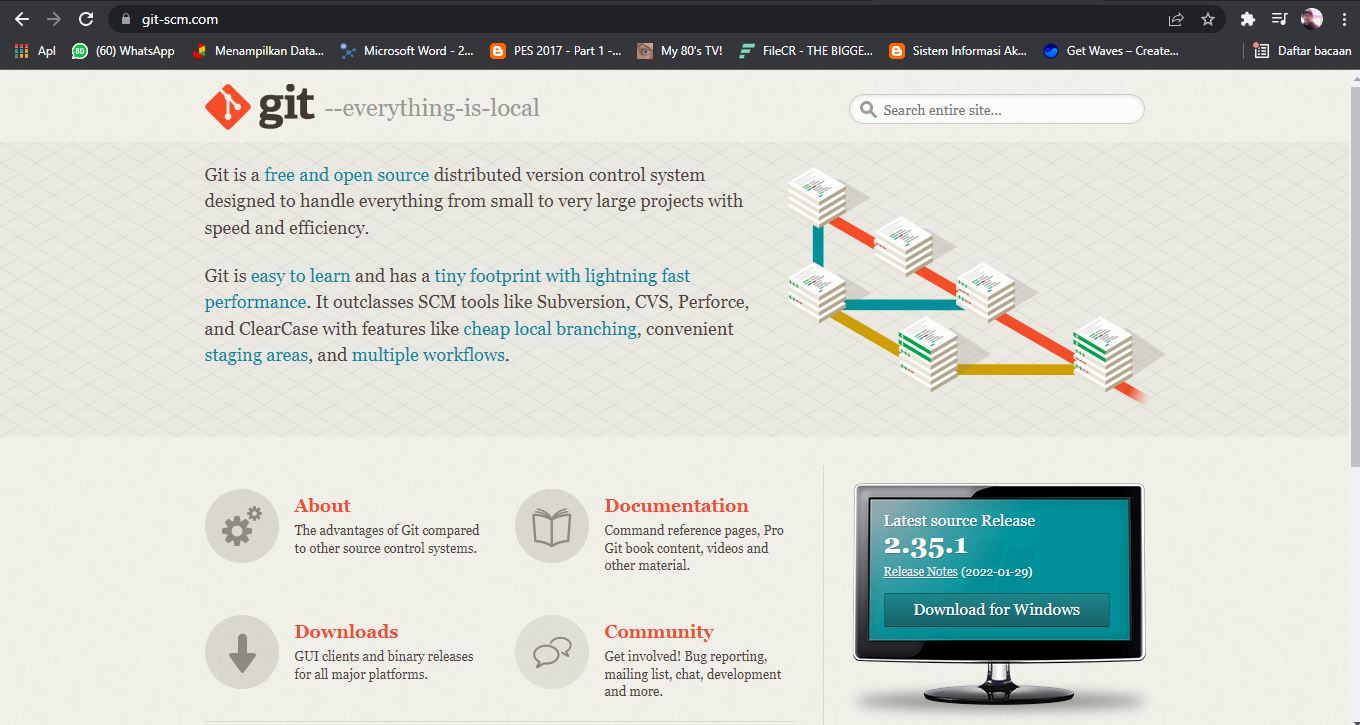 git-scm.com
Apl
(60) WhatsApp
Menampilkan Data...
Microsoft Word - 2...
PES 2017 - Part 1 -...
My 80's TV!
FileCR - THE BIGGE...
Sistem Informasi Ak...
Get Waves – Create...
Daftar bacaan
git --everything-is-local
Search entire site...
Git is a free and open source distributed version control system
designed to handle everything from small to very large projects with
speed and efficiency.
Git is easy to learn and has a tiny footprint with lightning fast
performance. It outclasses SCM tools like Subversion, CVS, Perforce,
and ClearCase with features like cheap local branching, convenient
staging areas, and multiple workflows.
About
The advantages of Git compared
to other source control systems.
Documentation
Command reference pages, Pro
Git book content, videos and
other material.
Downloads
GUI clients and binary releases
for all major platforms.
Community
Get involved! Bug reporting,
mailing list, chat, development
and more.
Latest source Release
2.35.1
Release Notes (2022-01-29)
Download for Windows